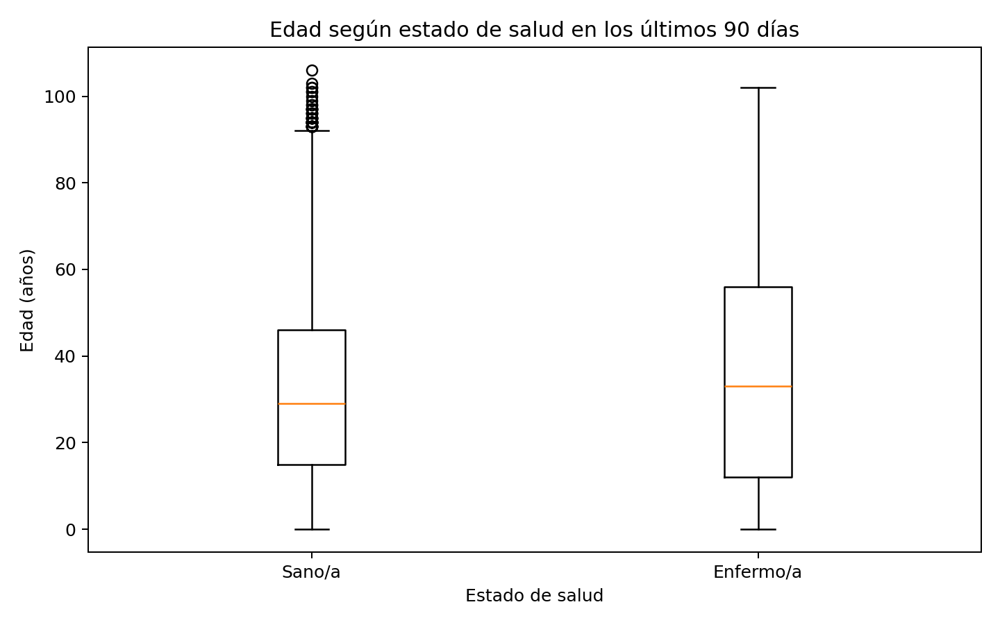 Edad según estado de salud en los últimos 90 días
100
80
60
40
20
0
Edad (años)
Sano/a
Enfermo/a
Estado de salud